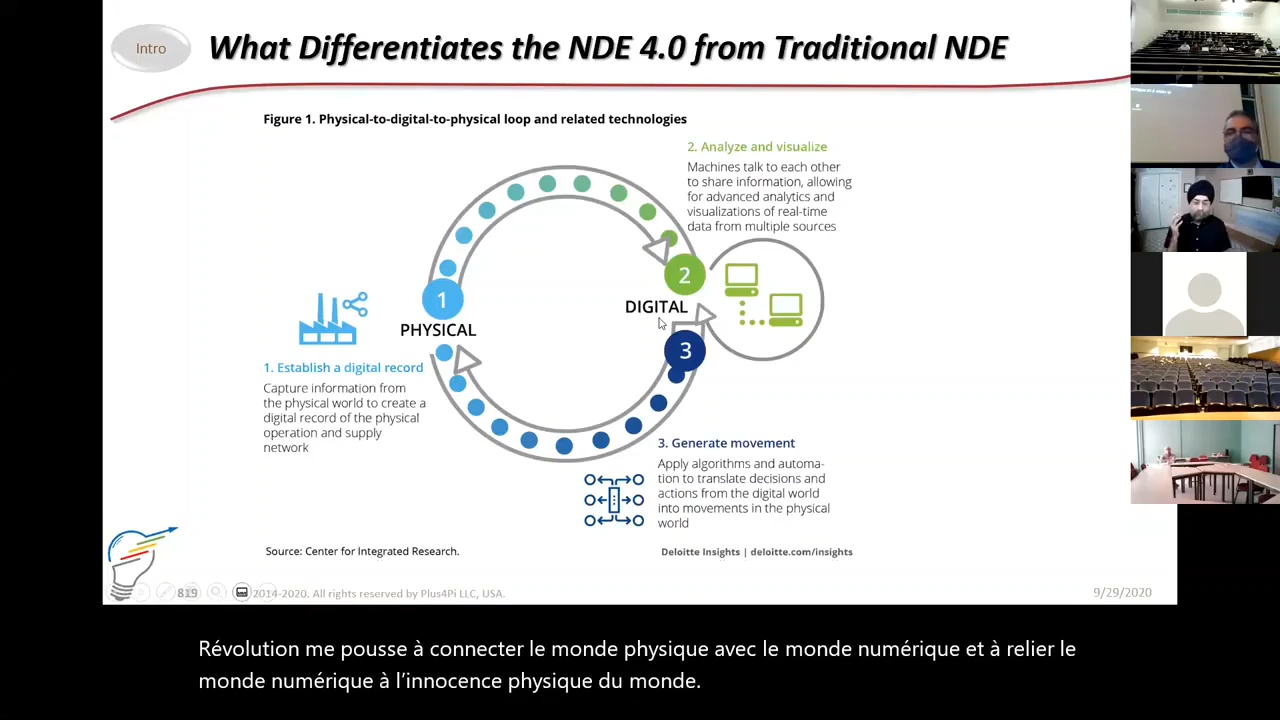 Intro
What Differentiates the NDE 4.0 from Traditional NDE
Figure 1. Physical-to-digital-to-physical loop and related technologies
2. Analyze and visualize
Machines talk to each other
to share information, allowing
for advanced analytics and
visualizations of real-time
data from multiple sources
1
PHYSICAL
2
DIGITAL
3
1. Establish a digital record
Capture information from
the physical world to create a
digital record of the physical
operation and supply
network
3. Generate movement
Apply algorithms and automa-
tion to translate decisions and
actions from the digital world
into movements in the physical
world
Source: Center for Integrated Research.
Deloitte Insights | deloitte.com/insights
819
2014-2020. All rights reserved by Plus4Pi LLC, USA.
9/29/2020
Révolution me pousse à connecter le monde physique avec le monde numérique et à relier le
monde numérique à l’innocence physique du monde.